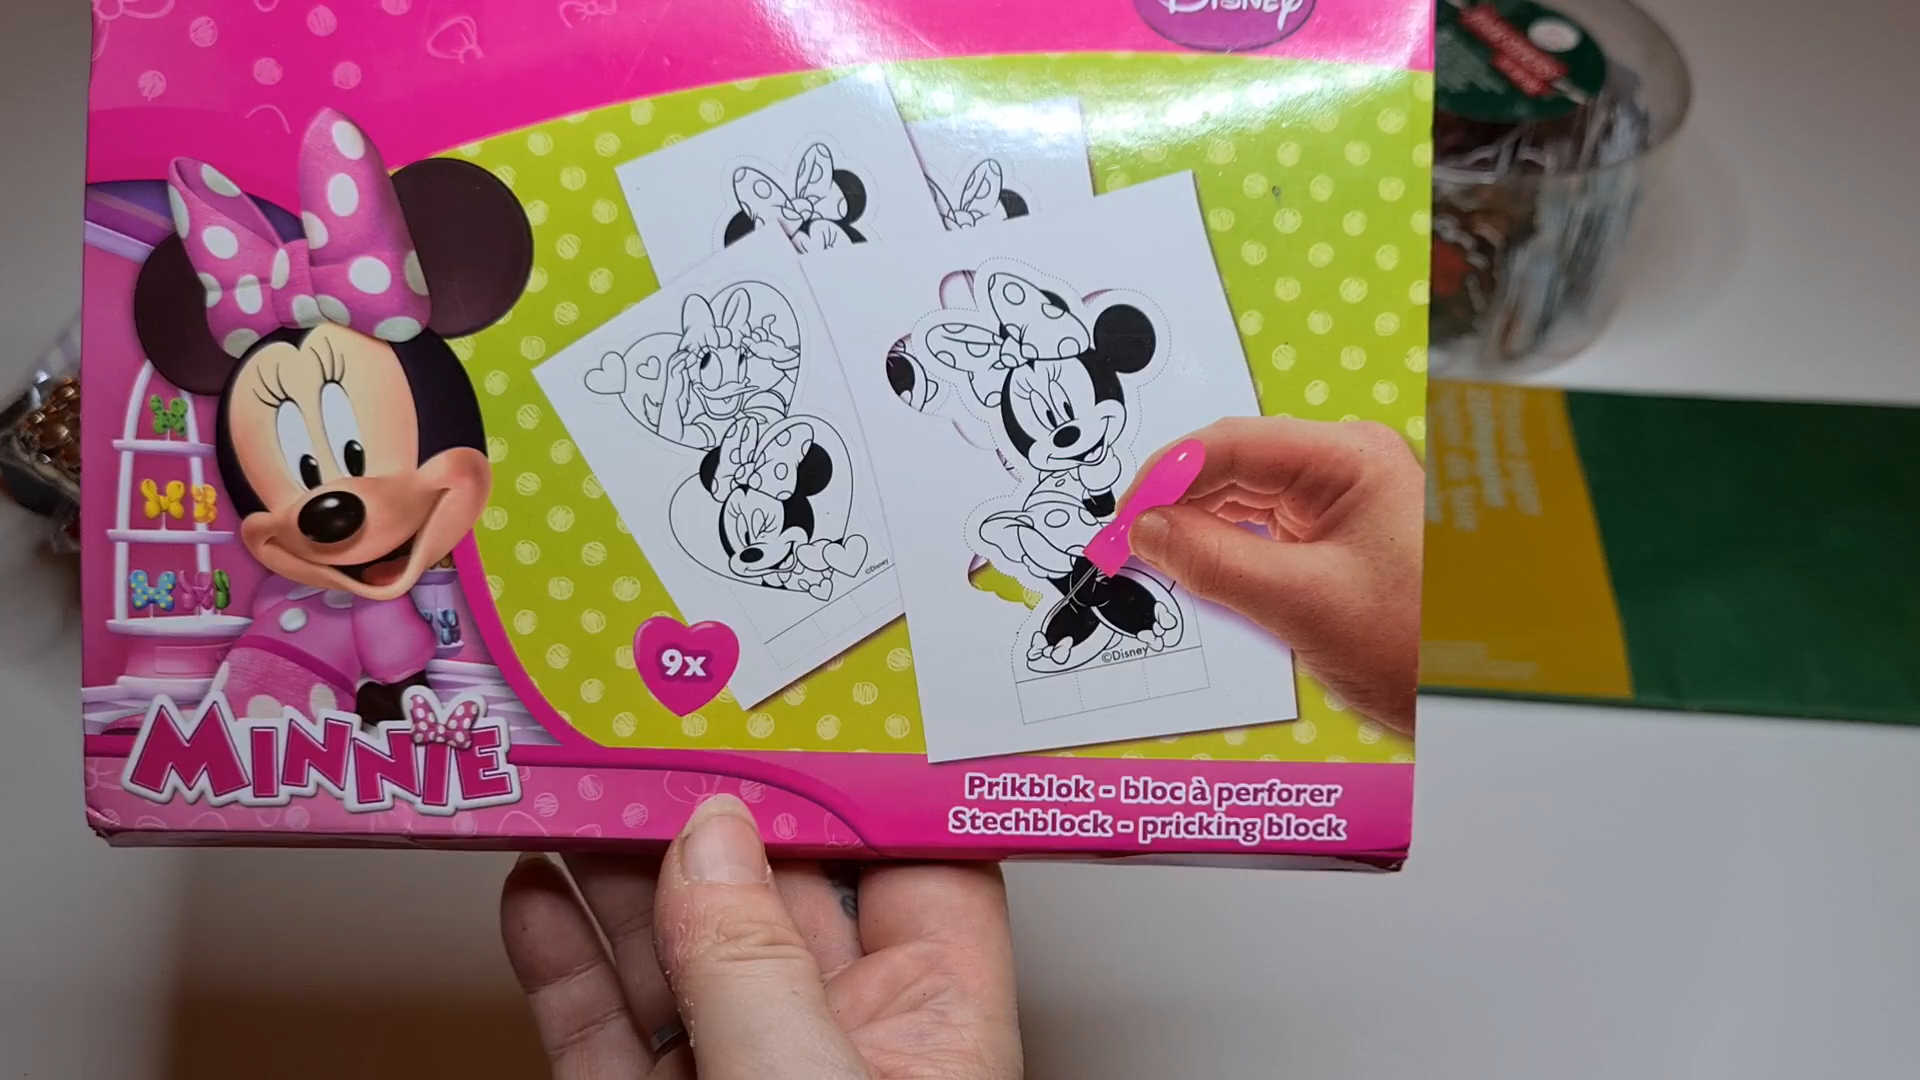 Disney
©Disney
©Disney
9x
MINNIE
Prikblok - bloc à perforer
Stechblock - pricking block